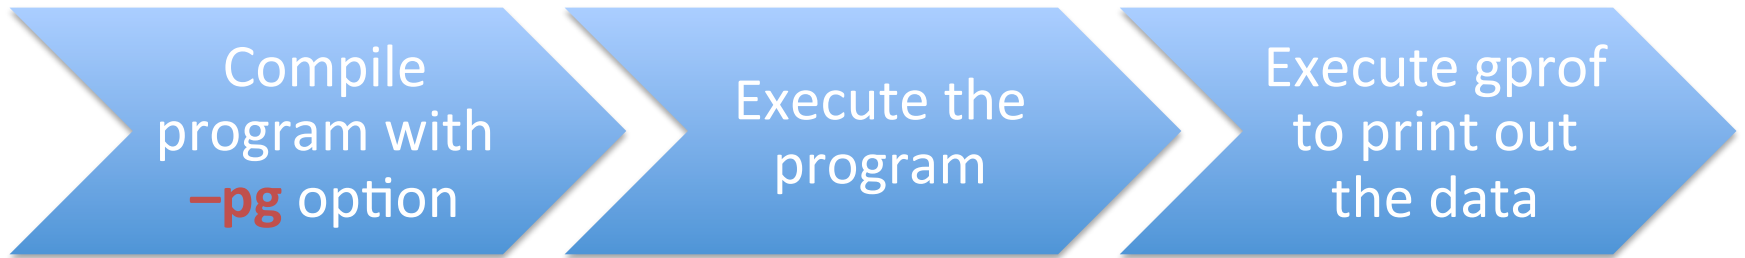 Compile
program with
–pg option
Execute the
program
Execute gprof
to print out
the data